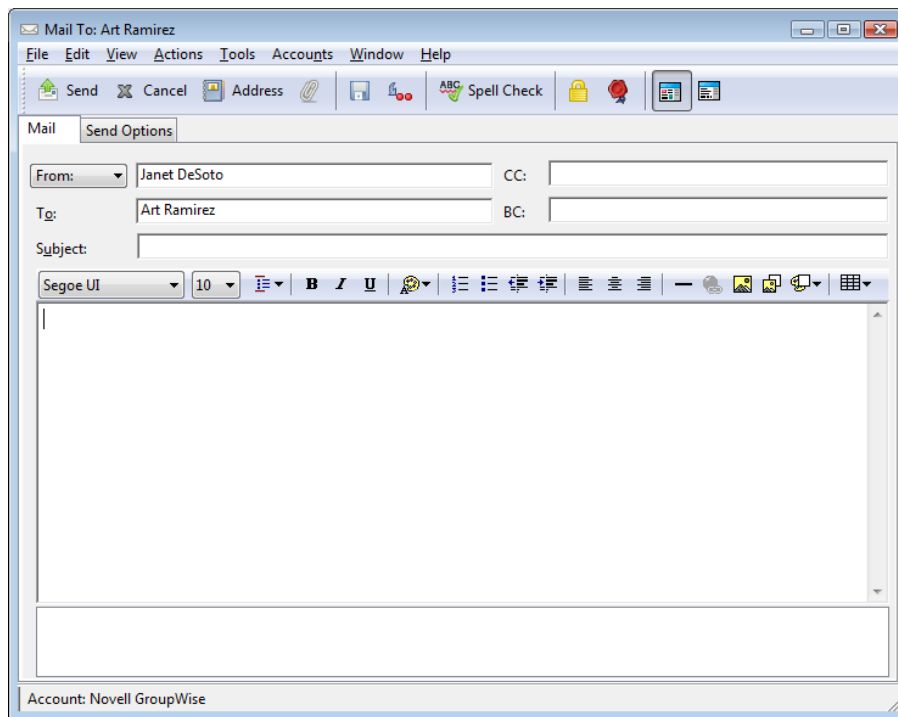 Mail To: Art Ramirez
File Edit View Actions Tools Accounts Window Help
Send Cancel Address ABC Spell Check
Mail Send Options
From: Janet DeSoto CC:
To: Art Ramirez BC:
Subject:
Segoe UI 10 B I U
Account: Novell GroupWise